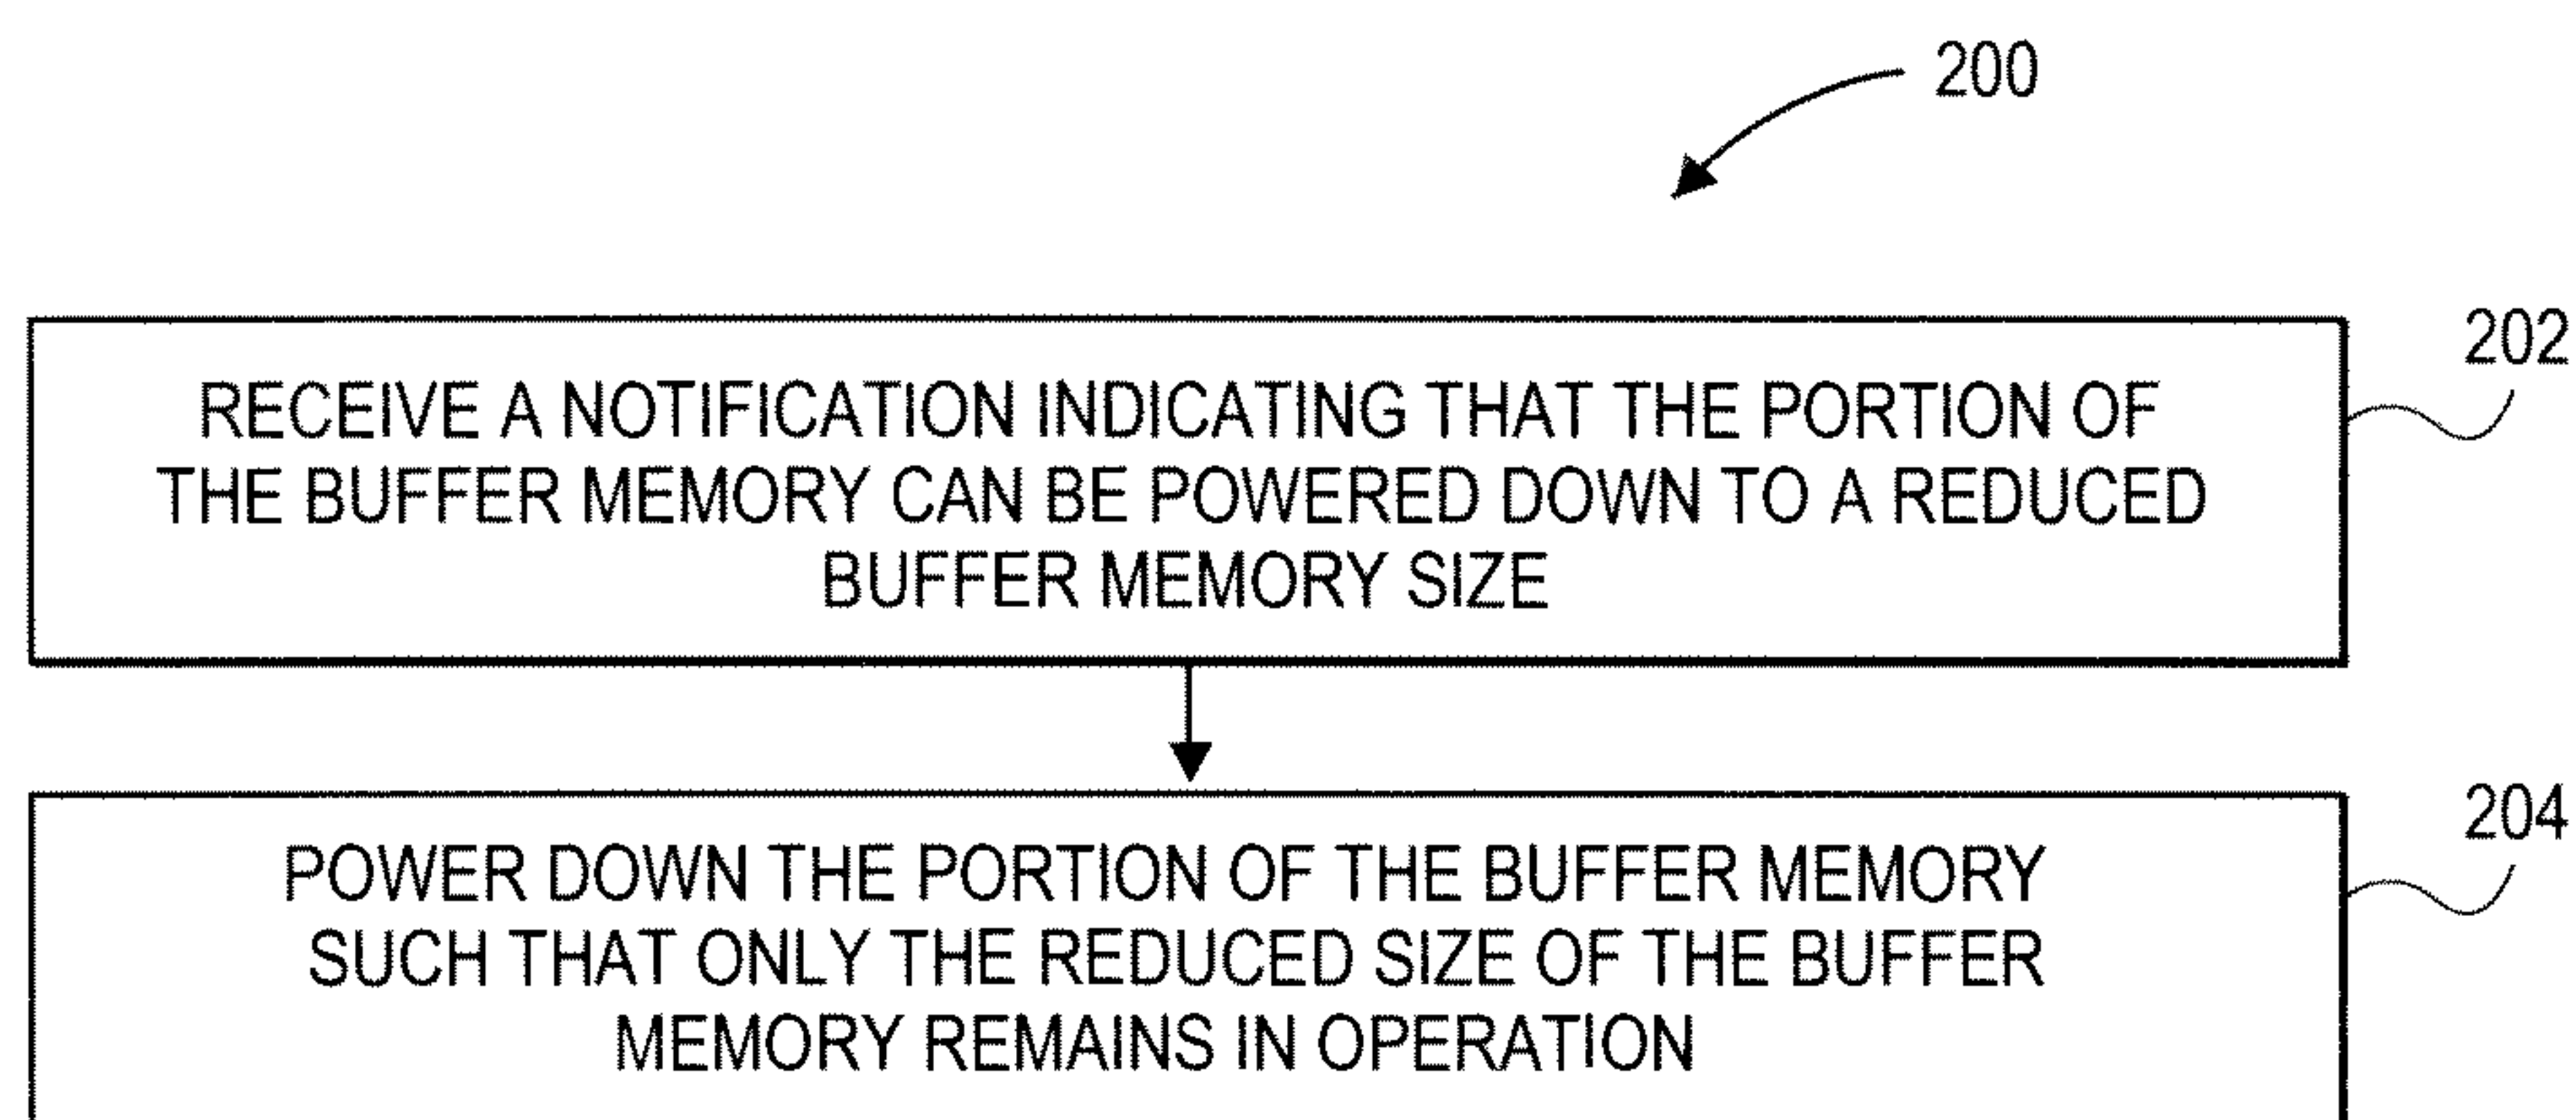 200
202
RECEIVE A NOTIFICATION INDICATING THAT THE PORTION OF
THE BUFFER MEMORY CAN BE POWERED DOWN TO A REDUCED
BUFFER MEMORY SIZE
204
POWER DOWN THE PORTION OF THE BUFFER MEMORY
SUCH THAT ONLY THE REDUCED SIZE OF THE BUFFER
MEMORY REMAINS IN OPERATION